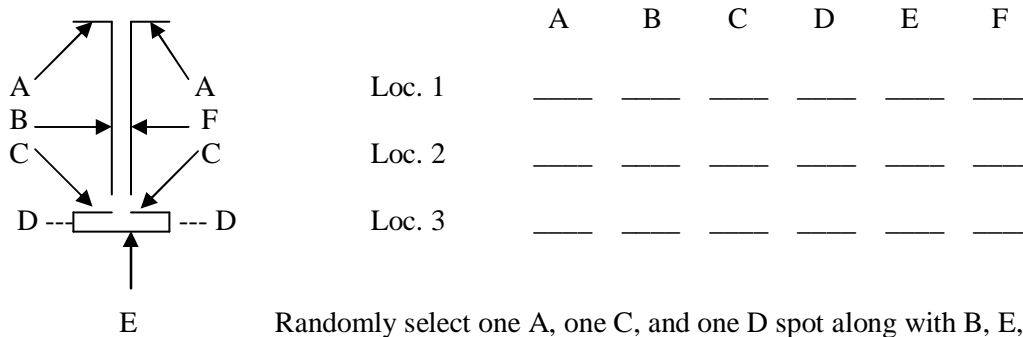 A B C D E F
A A Loc. 1 ____ ____ ____ ____ ____ ____
B F
C C Loc. 2 ____ ____ ____ ____ ____ ____
D --- --- D Loc. 3 ____ ____ ____ ____ ____ ____
E Randomly select one A, one C, and one D spot along with B, E,